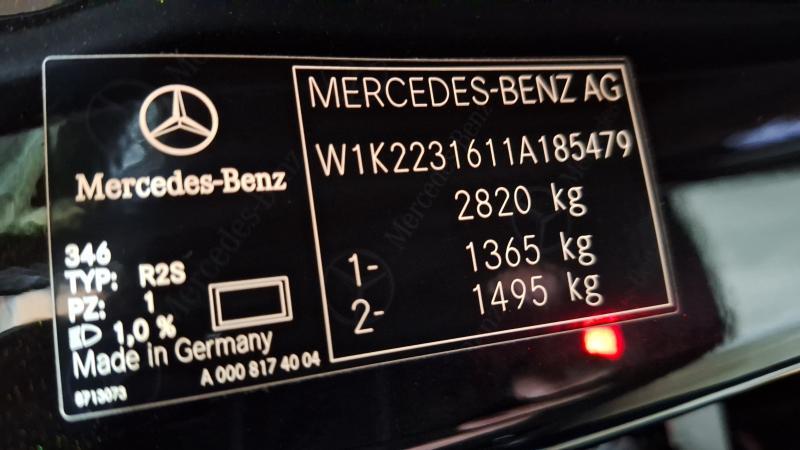 Mercedes-Benz
346
TYP: R2S
PZ: 1
1,0 %
Made in Germany
A 000 817 40 04
8713073
MERCEDES-BENZ AG
W1K2231611A185479
2820 kg
1- 1365 kg
2- 1495 kg